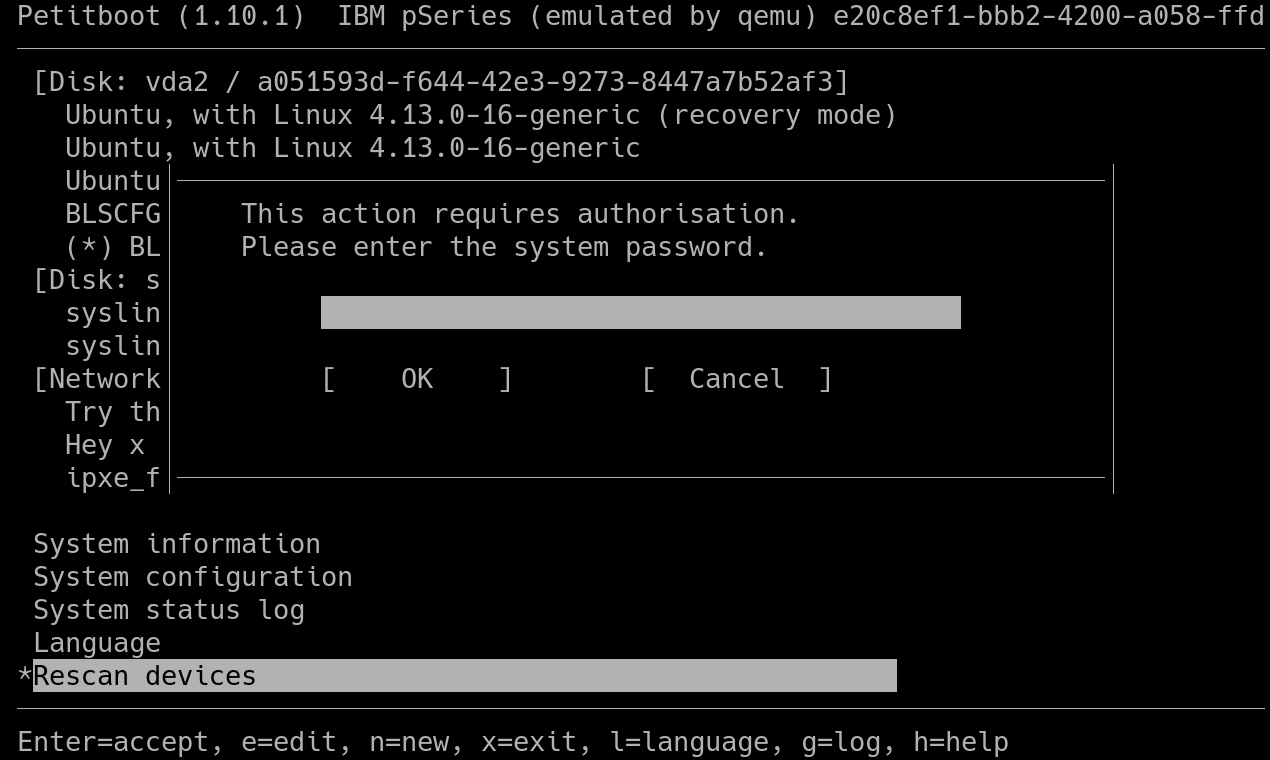 Petitboot (1.10.1) IBM pSeries (emulated by qemu) e20c8ef1-bbb2-4200-a058-ffd
[Disk: vda2 / a051593d-f644-42e3-9273-8447a7b52af3]
Ubuntu, with Linux 4.13.0-16-generic (recovery mode)
Ubuntu, with Linux 4.13.0-16-generic
Ubuntu
BLSCFG
(*) BL
[Disk: s
syslin
syslin
[Network
Try th
Hey x
ipxe_f
This action requires authorisation.
Please enter the system password.
[ OK ] [ Cancel ]
System information
System configuration
System status log
Language
*Rescan devices
Enter=accept, e=edit, n=new, x=exit, l=language, g=log, h=help